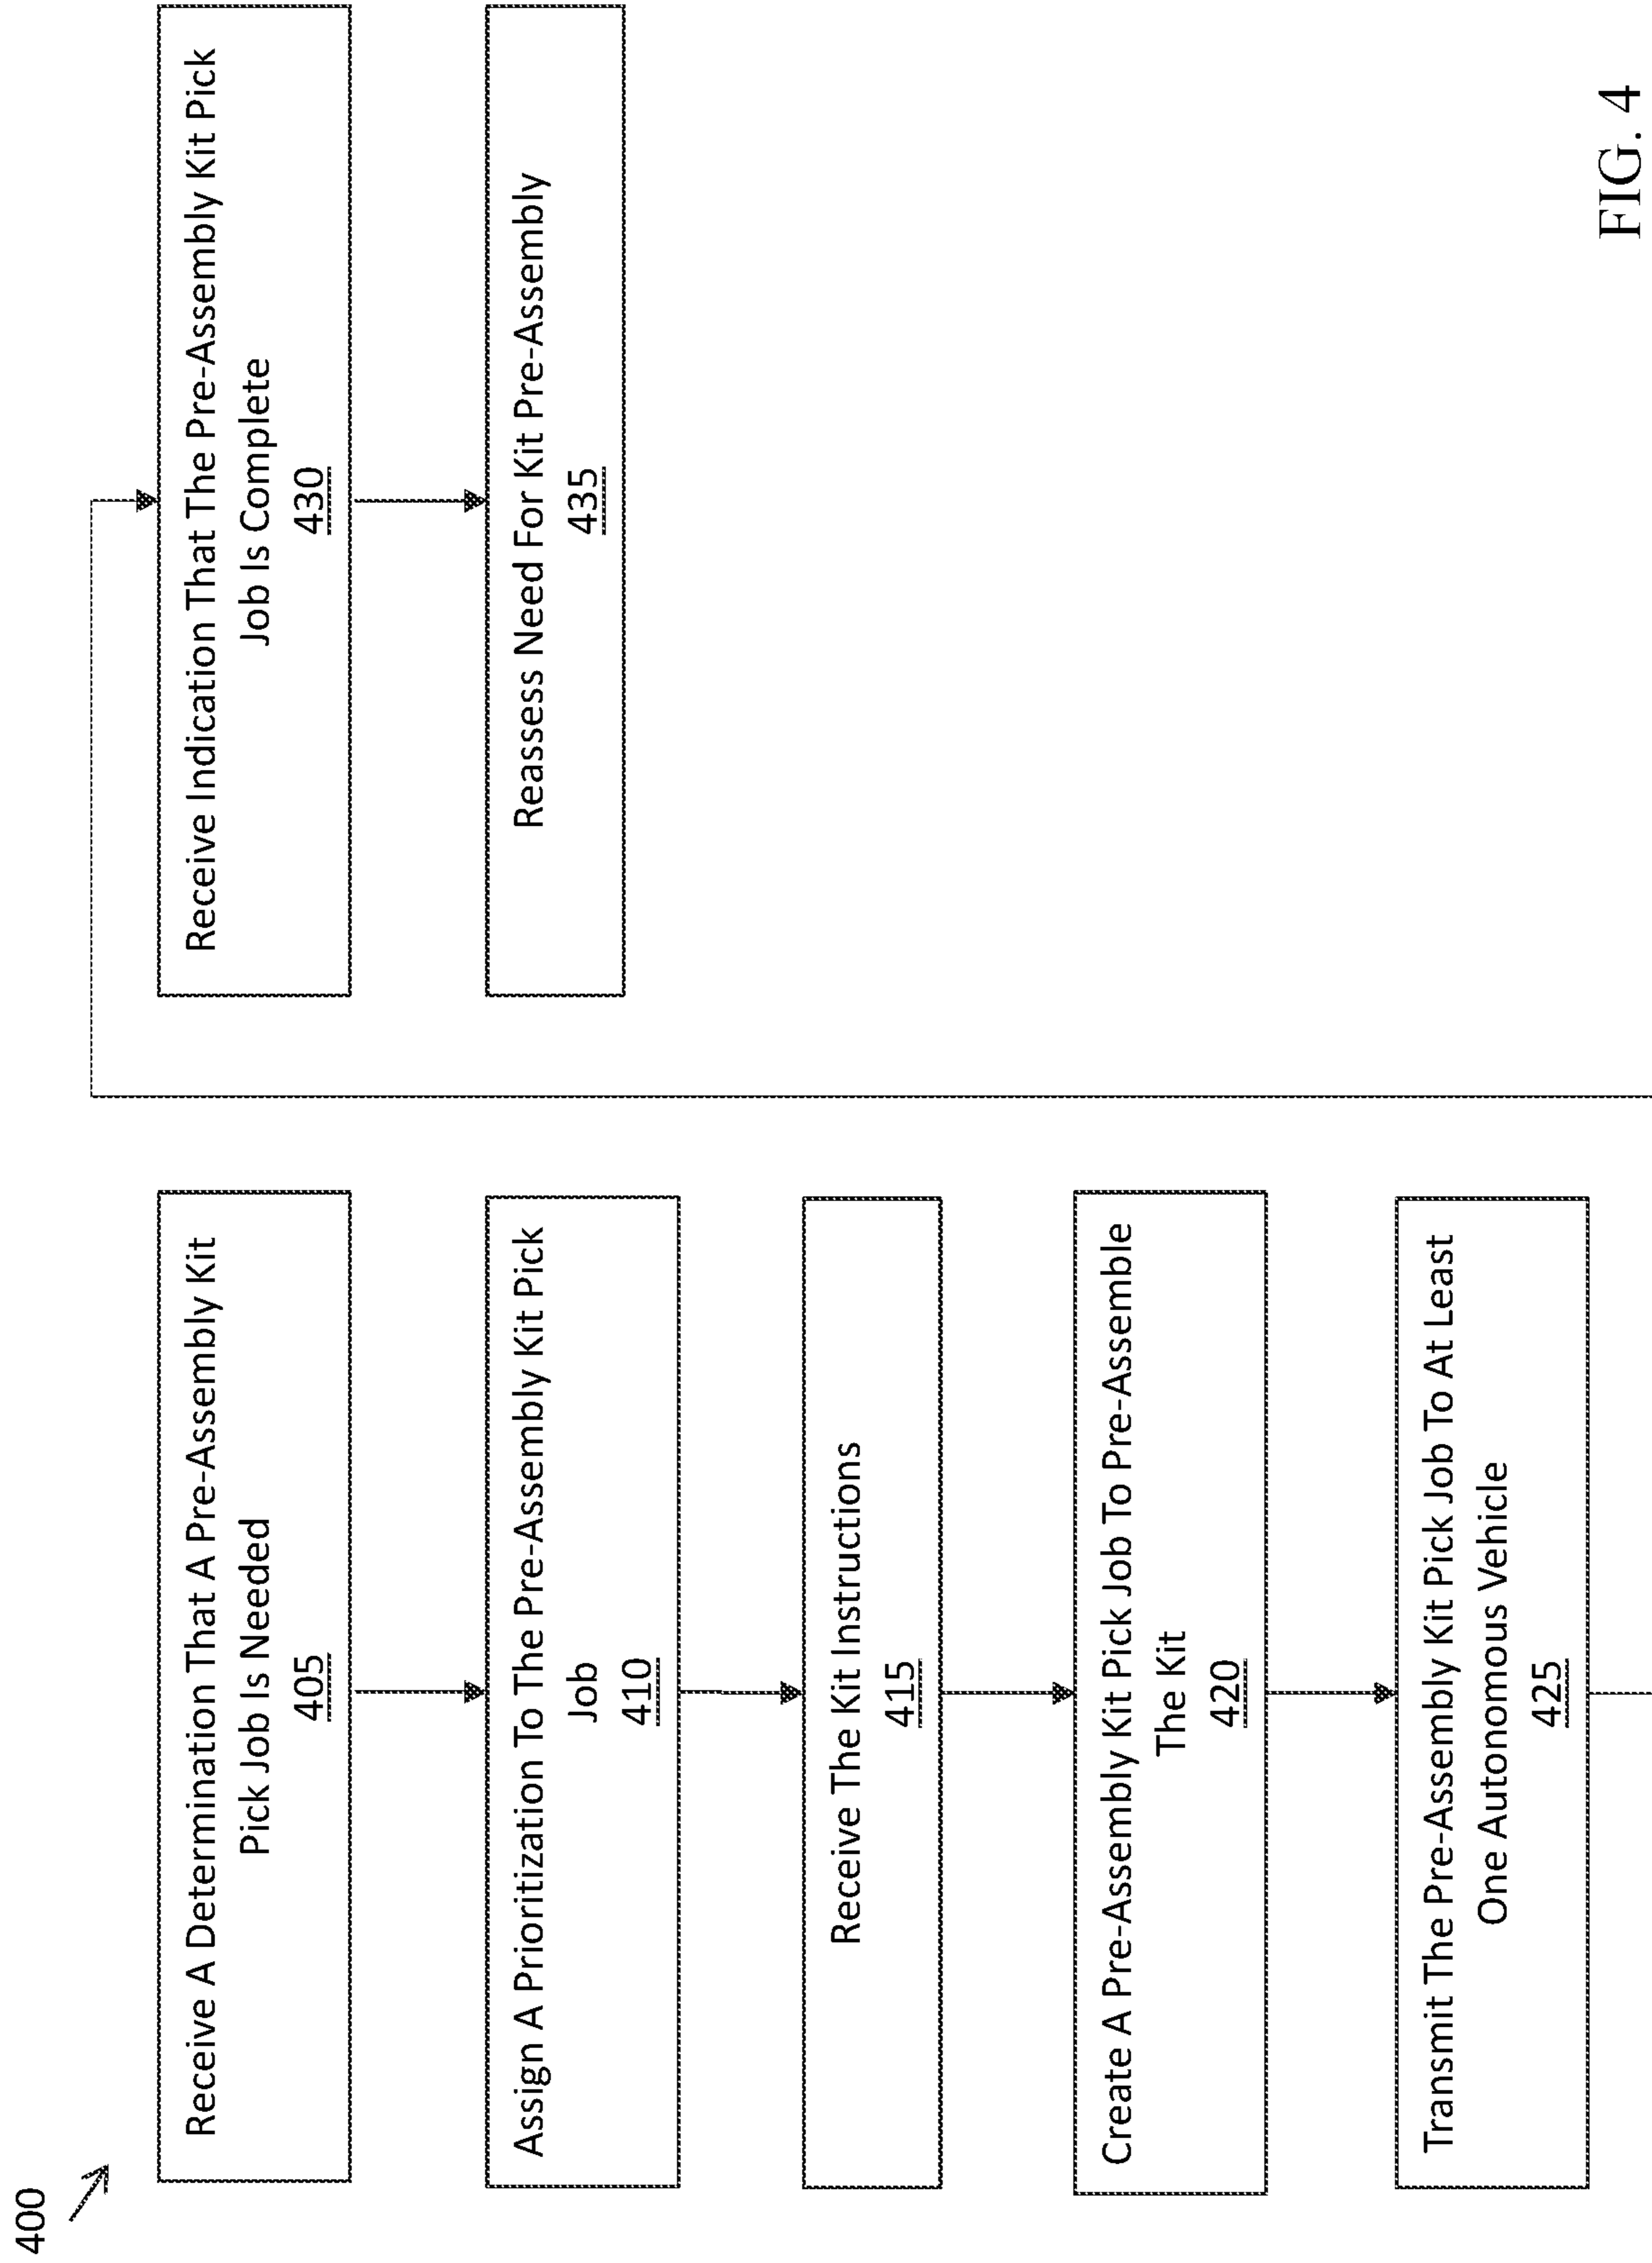 400
Receive A Determination That A Pre-Assembly Kit
Pick Job Is Needed
405
Assign A Prioritization To The Pre-Assembly Kit Pick
Job
410
Receive The Kit Instructions
415
Create A Pre-Assembly Kit Pick Job To Pre-Assemble
The Kit
420
Transmit The Pre-Assembly Kit Pick Job To At Least
One Autonomous Vehicle
425
Receive Indication That The Pre-Assembly Kit Pick
Job Is Complete
430
Reassess Need For Kit Pre-Assembly
435
FIG. 4